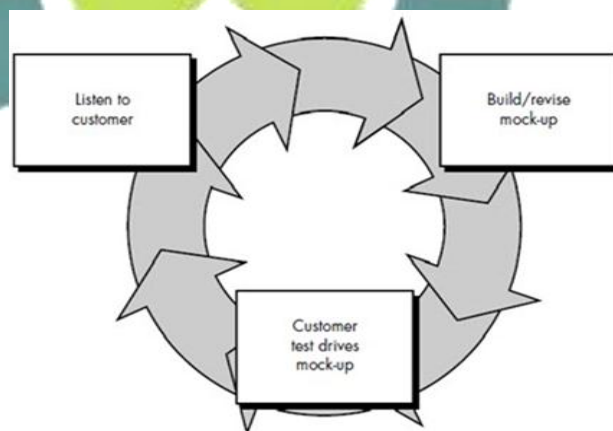 Listen to
customer
Build/revise
mock-up
Customer
test drives
mock-up